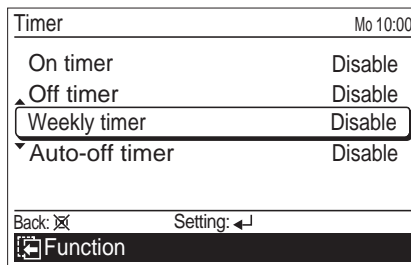 Timer Mo 10:00
On timer Disable
Off timer Disable
Weekly timer Disable
Auto-off timer Disable
Back: Setting:
Function